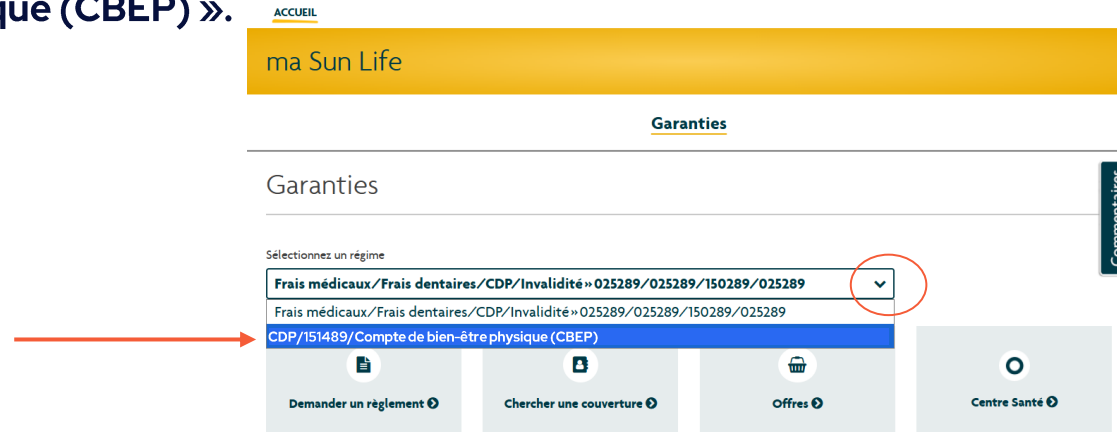 que (CBEP) ».
ACCUEIL
ma Sun Life
Garanties
Garanties
Commentaires
Sélectionnez un régime
Frais médicaux/Frais dentaires/CDP/Invalidité»025289/025289/150289/025289
Frais médicaux/Frais dentaires/CDP/Invalidité»025289/025289/150289/025289
CDP/151489/Compte de bien-être physique (CBEP)
Demander un règlement
Chercher une couverture
Offres
Centre Santé